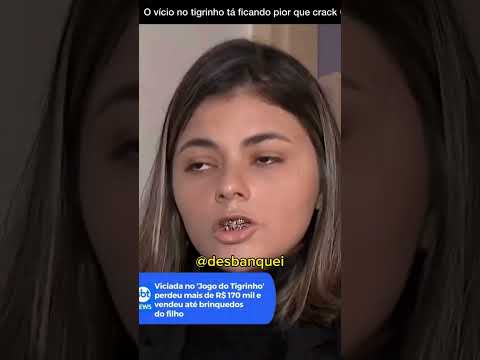 O vício no tigrinho tá ficando pior que crack
@desbanquei
sbt
NEWS
Viciada no 'Jogo do Tigrinho'
perdeu mais de R$ 170 mil e
vendeu até brinquedos
do filho